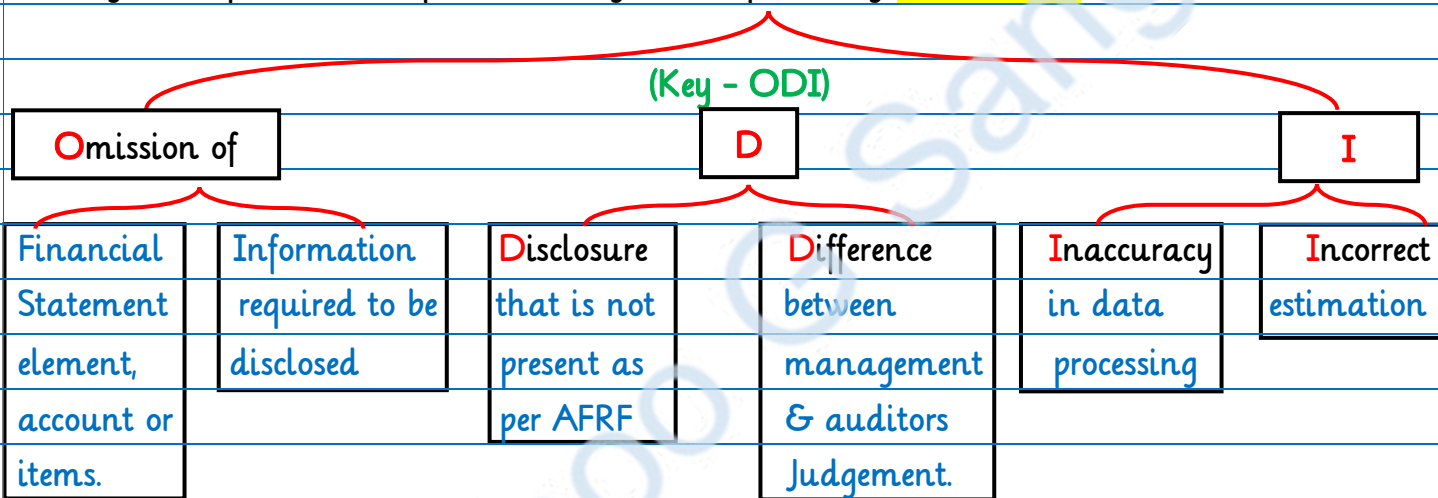 (Key – ODI)
Omission of
D
I
Financial
Statement
element,
account or
items.
Information
required to be
disclosed
Disclosure
that is not
present as
per AFRF
Difference
between
management
& auditors
Judgement.
Inaccuracy
in data
processing
Incorrect
estimation